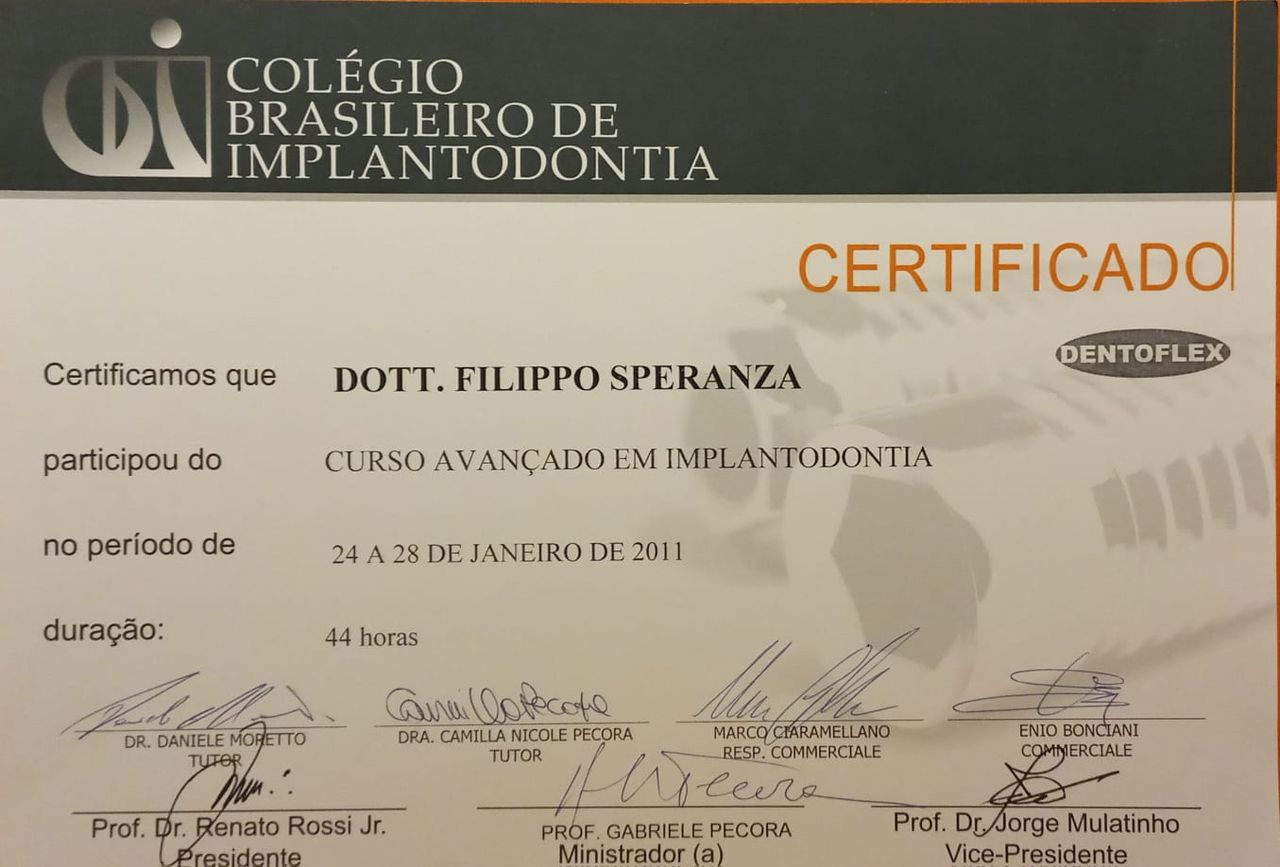 COLÉGIO
BRASILEIRO DE
IMPLANTODONTIA
CERTIFICADO
DENTOFLEX
Certificamos que DOTT. FILIPPO SPERANZA
participou do CURSO AVANÇADO EM IMPLANTODONTIA
no período de 24 A 28 DE JANEIRO DE 2011
duração: 44 horas
DR. DANIELE MORETTO
TUTOR
Camilla Pecora
DRA. CAMILLA NICOLE PECORA
TUTOR
MARCO CIARAMELLANO
RESP. COMMERCIALE
ENIO BONCIANI
COMMERCIALE
Prof. Dr. Renato Rossi Jr.
Presidente
PROF. GABRIELE PECORA
Ministrador (a)
Prof. Dr. Jorge Mulatinho
Vice-Presidente